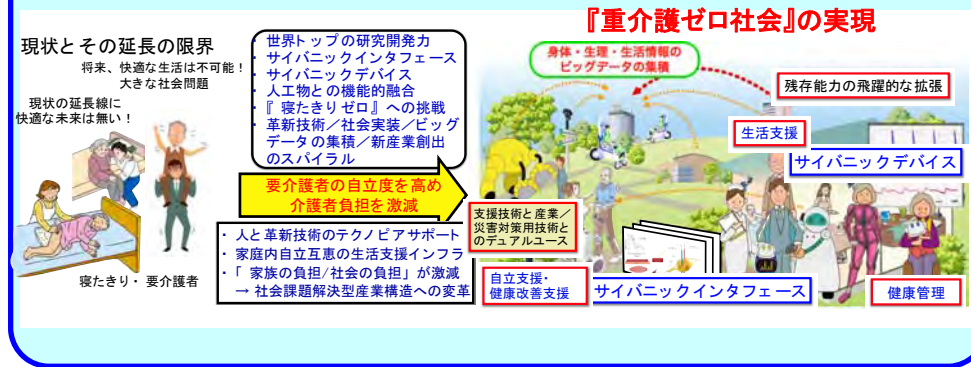 『重介護ゼロ社会』の実現
現状とその延長の限界
将来、快適な生活は不可能！
大きな社会問題
現状の延長線に
快適な未来は無い！
寝たきり・要介護者
・ 世界トップの研究開発力
・ サイバニックインタフェース
・ サイバニックデバイス
・ 人工物との機能的融合
・ 『 寝たきりゼロ』への挑戦
・ 革新技術／社会実装／ビッグ
データの集積／新産業創出
のスパイラル
要介護者の自立度を高め
介護者負担を激減
・ 人と革新技術のテクノピアサポート
・ 家庭内自立互恵の生活支援インフラ
・ 「 家族の負担/社会の負担」が激減
→ 社会課題解決型産業構造への変革
身体・生理・生活情報の
ビッグデータの集積
残存能力の飛躍的な拡張
生活支援
サイバニックデバイス
支援技術と産業／
災害対策用技術と
のデュアルユース
自立支援・
健康改善支援
サイバニックインタフェース
健康管理